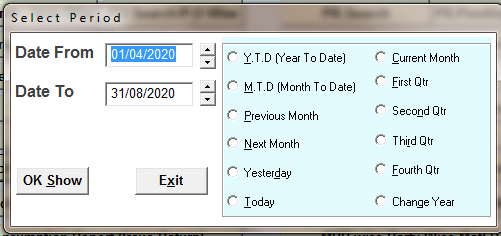 Select Period
Date From 01/04/2020
Date To 31/08/2020
OK Show Exit
Y.T.D (Year To Date)
M.T.D (Month To Date)
Previous Month
Next Month
Yesterday
Today
Current Month
First Qtr
Second Qtr
Third Qtr
Fourth Qtr
Change Year